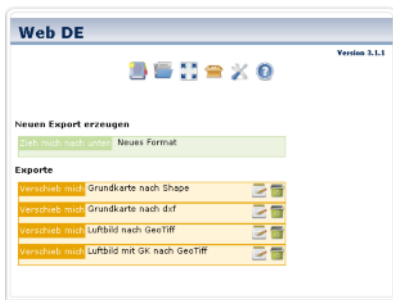 Web DE
Version 3.1.1
Neuen Export erzeugen
Zieh mich nach unten Neues Format
Exporte
Verschieb mich Grundkarte nach Shape
Verschieb mich Grundkarte nach dxf
Verschieb mich Luftbild nach GeoTiff
Verschieb mich Luftbild mit GK nach GeoTiff